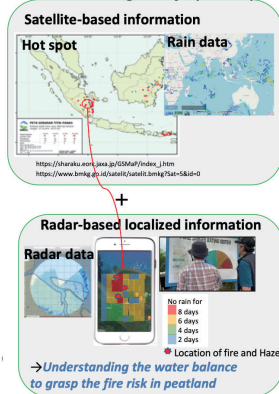 Satellite-based information
Hot spot
Rain data
https://sharaku.eorc.jaxa.jp/GSMaP/index_j.htm
https://www.bmkg.go.id/satelit/satelit.bmkg?Sat=5&id=0
+
Radar-based localized information
Radar data
No rain for
8 days
6 days
4 days
2 days
Location of fire and Haze
→Understanding the water balance
to grasp the fire risk in peatland